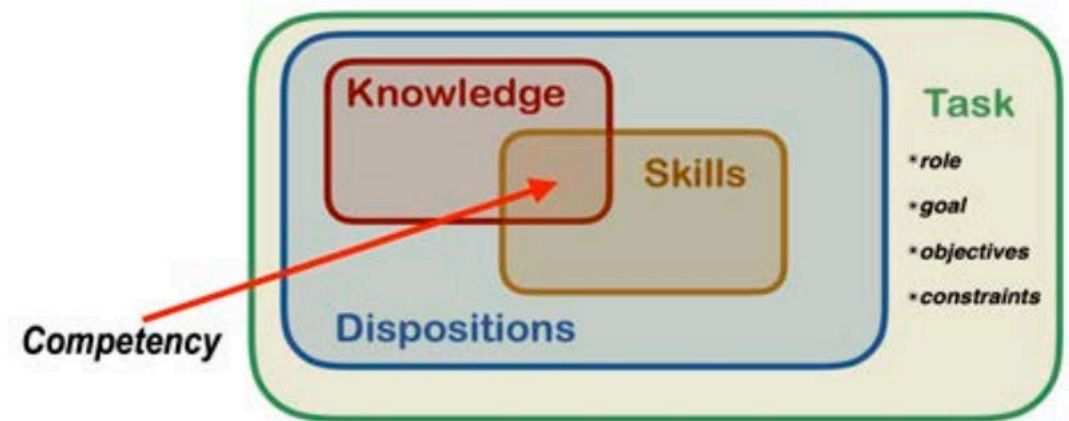 Knowledge
Task
Skills
*role
*goal
*objectives
*constraints
Dispositions
Competency